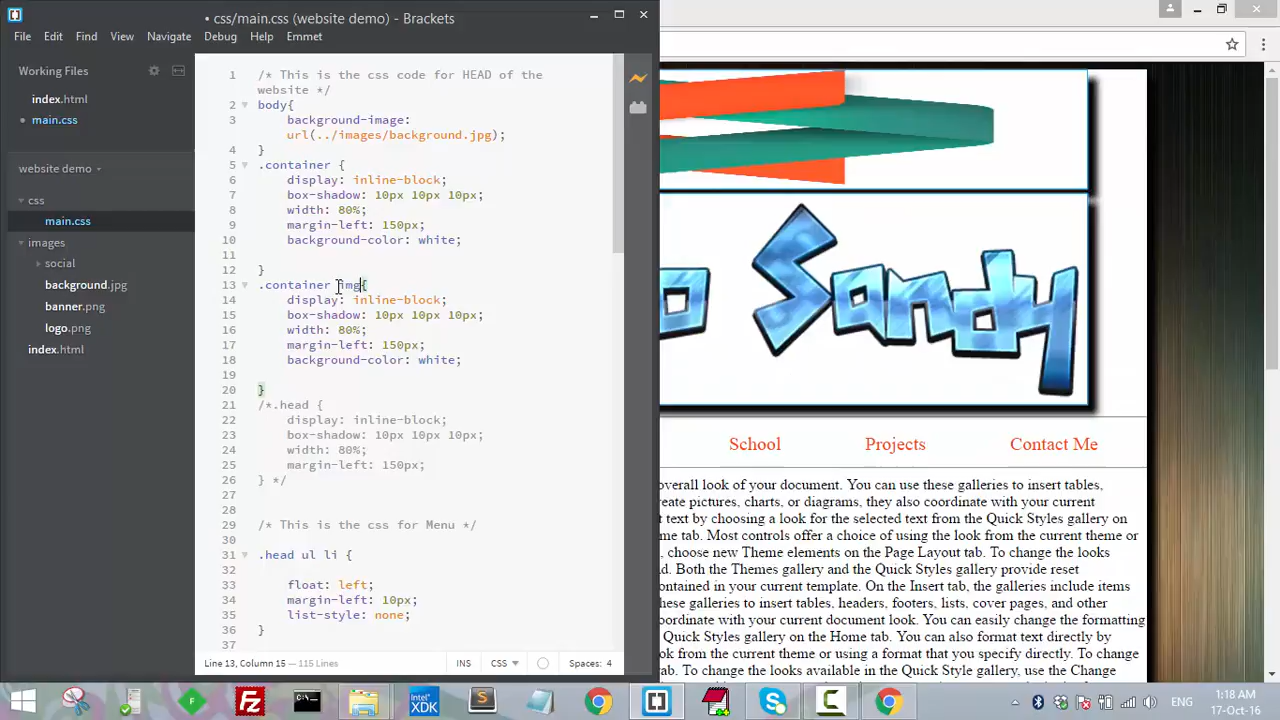 • css/main.css (website demo) - Brackets
File Edit Find View Navigate
Debug Help Emmet
Working Files
index.html
• main.css
website demo
css
main.css
images
social
background.jpg
banner.png
logo.png
index.html
1 /* This is the css code for HEAD of the
website */
2 body{
3 background-image:
url(../images/background.jpg);
4 }
5 .container {
6 display: inline-block;
7 box-shadow: 10px 10px 10px;
8 width: 80%;
9 margin-left: 150px;
10 background-color: white;
11
12 }
13 .container img{
14 display: inline-block;
15 box-shadow: 10px 10px 10px;
16 width: 80%;
17 margin-left: 150px;
18 background-color: white;
19
20 }
21 /*.head {
22 display: inline-block;
23 box-shadow: 10px 10px 10px;
24 width: 80%;
25 margin-left: 150px;
26 } */
27
28
29 /* This is the css for Menu */
30
31 .head ul li {
32
33 float: left;
34 margin-left: 10px;
35 list-style: none;
36 }
37
Line 13, Column 15 — 115 Lines
INS CSS Spaces: 4
o Sandy
School Projects Contact Me
overall look of your document. You can use these galleries to insert tables,
eate pictures, charts, or diagrams, they also coordinate with your current
t text by choosing a look for the selected text from the Quick Styles gallery on
me tab. Most controls offer a choice of using the look from the current theme or
, choose new Theme elements on the Page Layout tab. To change the looks
d. Both the Themes gallery and the Quick Styles gallery provide reset
ontained in your current template. On the Insert tab, the galleries include items
hese galleries to insert tables, headers, footers, lists, cover pages, and other
oordinate with your current document look. You can easily change the formatting
Quick Styles gallery on the Home tab. You can also format text directly by
ok from the current theme or using a format that you specify directly. To change
tab. To change the looks available in the Quick Style gallery, use the Change
Intel®
XDK
ENG
1:18 AM
17-Oct-16